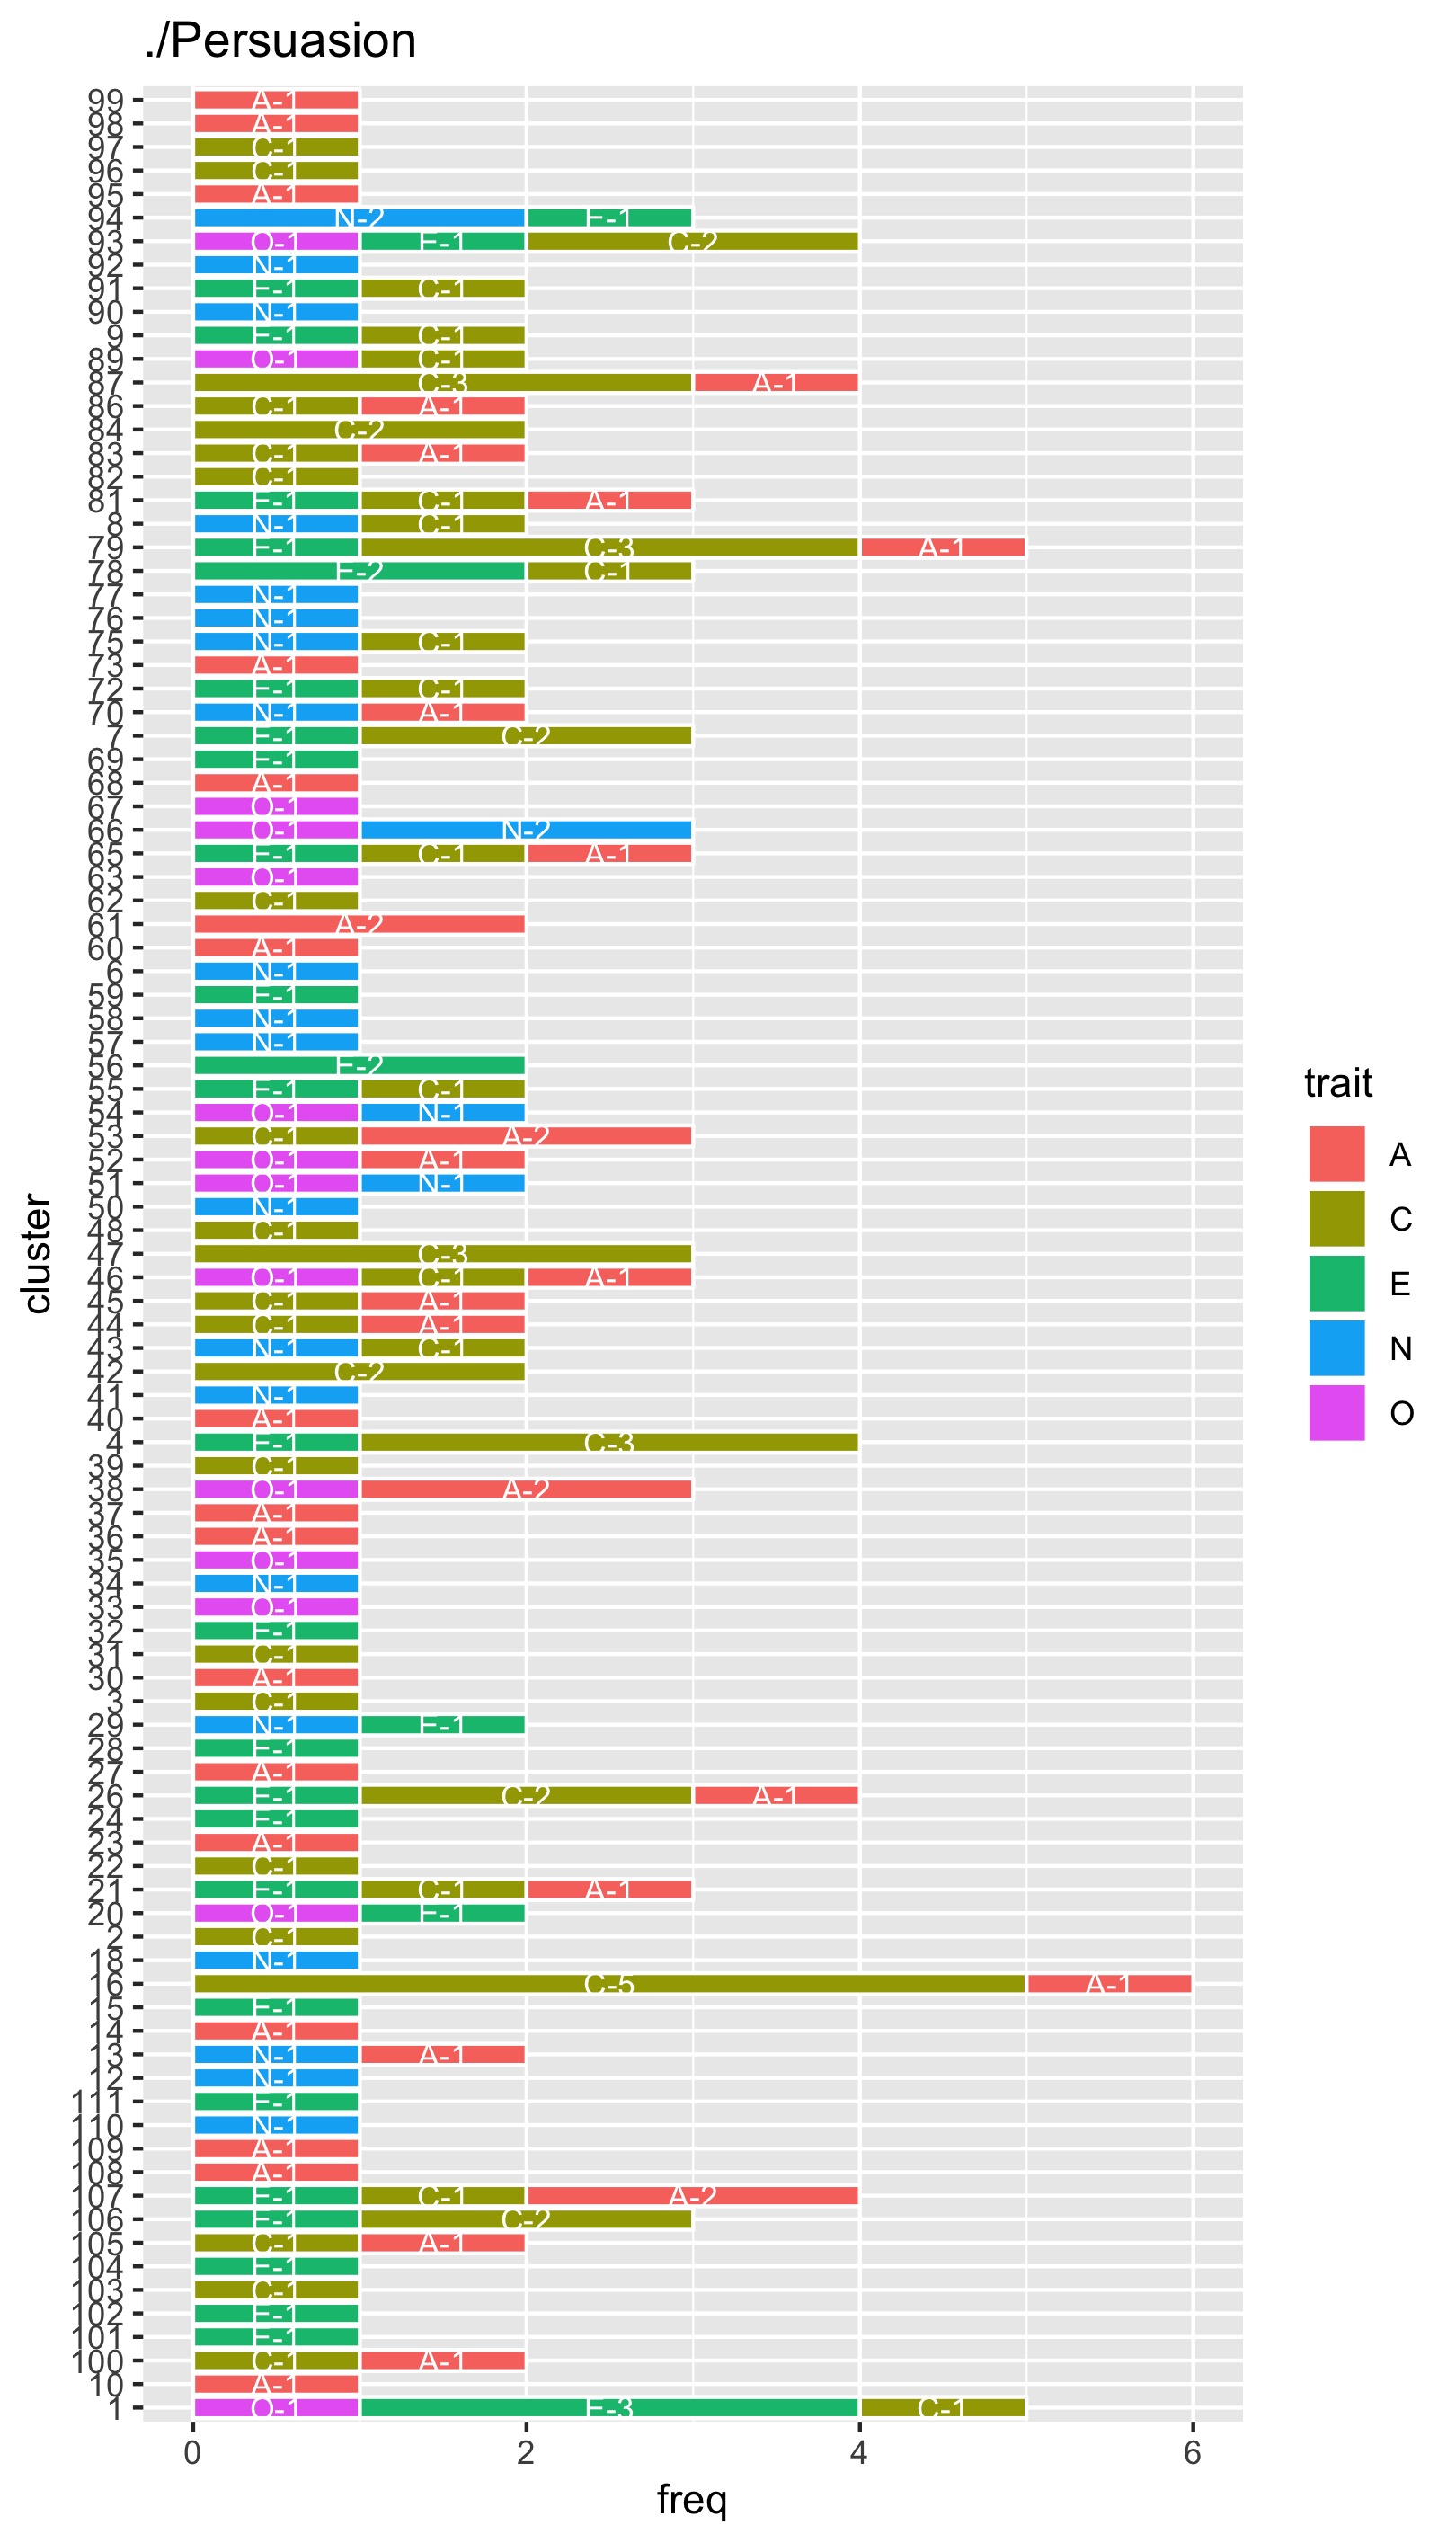 ./Persuasion
99 A-1
98 A-1
97 C-1
96 C-1
95 A-1
94 N-2 E-1
93 O-1 E-1 C-2
92 N-1
91 E-1 C-1
90 N-1
9 E-1 C-1
89 O-1 C-1
87 C-3 A-1
86 C-1 A-1
84 C-2
83 C-1 A-1
82 C-1
81 E-1 C-1 A-1
8 N-1 C-1
79 E-1 C-3 A-1
78 E-2 C-1
77 N-1
76 N-1
75 N-1 C-1
73 A-1
72 E-1 C-1
70 N-1 A-1
7 E-1 C-2
69 E-1
68 A-1
67 O-1
66 O-1 N-2
65 E-1 C-1 A-1
63 O-1
62 C-1
61 A-2
60 A-1
6 N-1
59 E-1
58 N-1
57 N-1
56 E-2
55 E-1 C-1
54 O-1 N-1
53 C-1 A-2
52 O-1 A-1
51 O-1 N-1
50 N-1
48 C-1
47 C-3
46 O-1 C-1 A-1
45 C-1 A-1
44 C-1 A-1
43 N-1 C-1
42 C-2
41 N-1
40 A-1
4 E-1 C-3
39 C-1
38 O-1 A-2
37 A-1
36 A-1
35 O-1
34 N-1
33 O-1
32 E-1
31 C-1
30 A-1
3 C-1
29 N-1 E-1
28 E-1
27 A-1
26 E-1 C-2 A-1
24 E-1
23 A-1
22 C-1
21 E-1 C-1 A-1
20 O-1 E-1
2 C-1
18 N-1
16 C-5 A-1
15 E-1
14 A-1
13 N-1 A-1
12 N-1
111 E-1
110 N-1
109 A-1
108 A-1
107 E-1 C-1 A-2
106 E-1 C-2
105 C-1 A-1
104 E-1
103 C-1
102 E-1
101 E-1
100 C-1 A-1
10 A-1
1 O-1 E-3 C-1
0 2 4 6
freq
cluster
trait
A
C
E
N
O